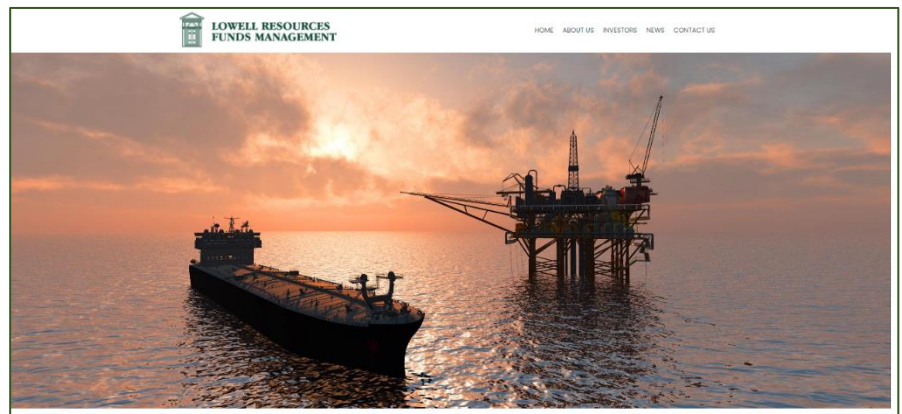 LOWELL RESOURCES
FUNDS MANAGEMENT
HOME ABOUT US INVESTORS NEWS CONTACT US